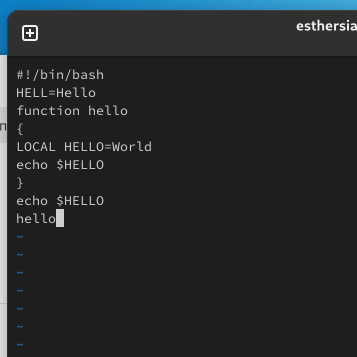 esthersia
#!/bin/bash
HELL=Hello
function hello
{
LOCAL HELLO=World
echo $HELLO
}
echo $HELLO
hello
~
~
~
~
~
~
~